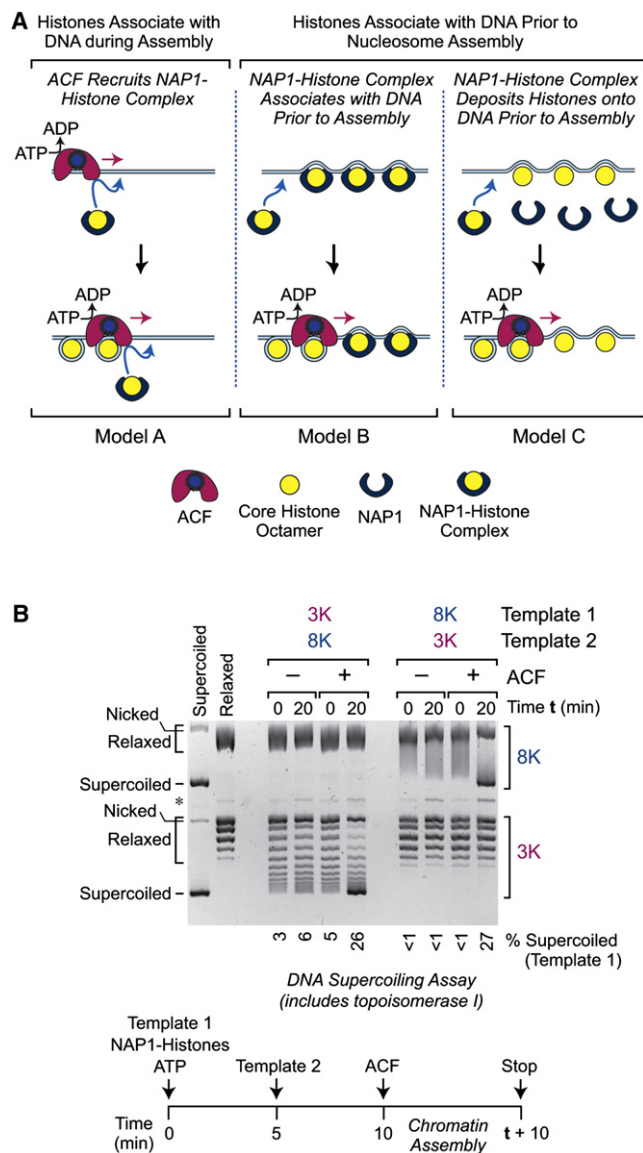 A
Histones Associate with
DNA during Assembly
Histones Associate with DNA Prior to
Nucleosome Assembly
ACF Recruits NAP1-
Histone Complex
NAP1-Histone Complex
Associates with DNA
Prior to Assembly
NAP1-Histone Complex
Deposits Histones onto
DNA Prior to Assembly
ADP
ATP
ADP
ATP
ADP
ATP
ADP
ATP
Model A
Model B
Model C
ACF
Core Histone
Octamer
NAP1
NAP1-Histone
Complex
B
3K 8K Template 1
8K 3K Template 2
Supercoiled
Relaxed
– + – + ACF
0 20 0 20 0 20 0 20 Time t (min)
Nicked
Relaxed
Supercoiled
*
Nicked
Relaxed
Supercoiled
8K
3K
3 6 5 26 <1 <1 <1 27 % Supercoiled
(Template 1)
DNA Supercoiling Assay
(includes topoisomerase I)
Template 1
NAP1-Histones
ATP Template 2 ACF Stop
Time
(min)
0 5 10 Chromatin
Assembly
t + 10